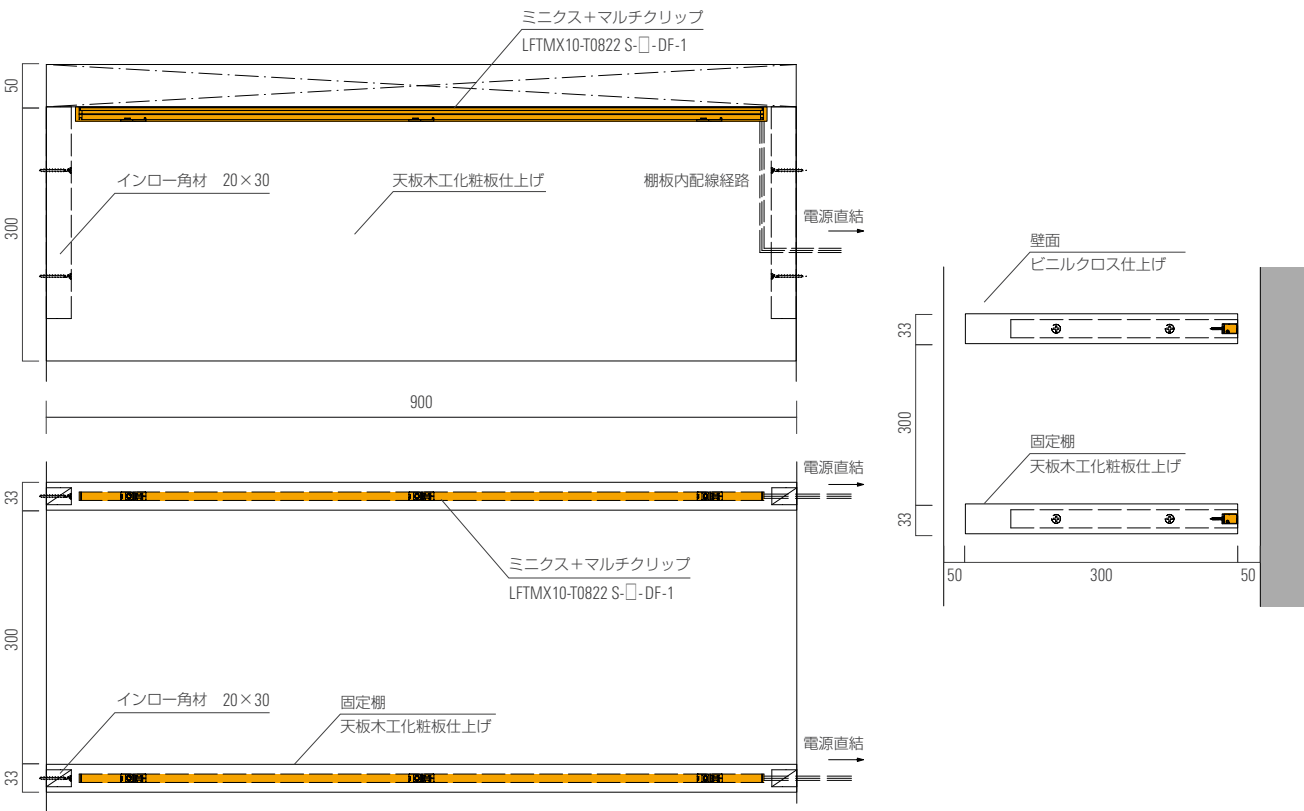 ミニクス＋マルチクリップ
LFTMX10-T0822 S-□-DF-1
50
300
インロー角材　20×30
天板木工化粧板仕上げ
棚板内配線経路
電源直結
900
33
300
33
電源直結
ミニクス＋マルチクリップ
LFTMX10-T0822 S-□-DF-1
インロー角材　20×30
固定棚
天板木工化粧板仕上げ
電源直結
壁面
ビニルクロス仕上げ
33
300
33
固定棚
天板木工化粧板仕上げ
50
300
50